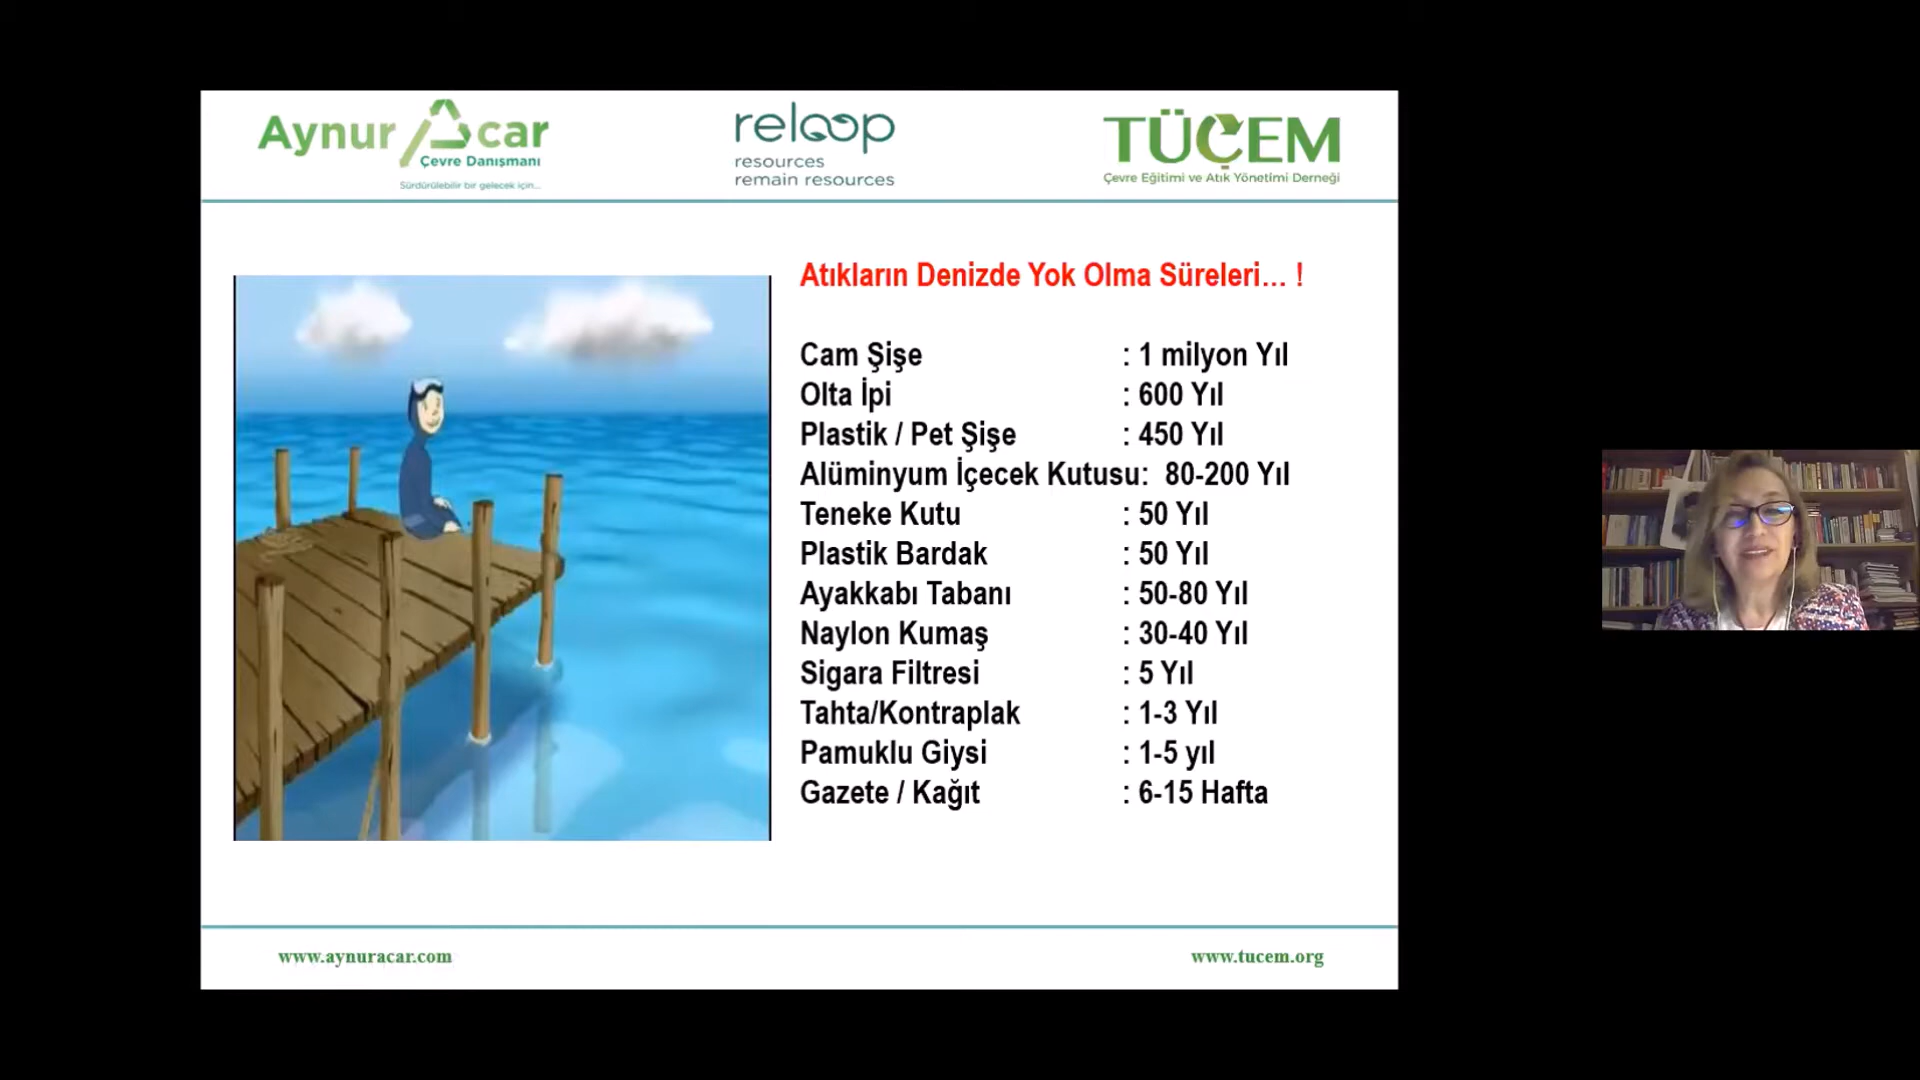 Aynur Acar
Çevre Danışmanı
Sürdürülebilir bir gelecek için...
reloop
resources
remain resources
TÜÇEM
Çevre Eğitimi ve Atık Yönetimi Derneği
Atıkların Denizde Yok Olma Süreleri... !
Cam Şişe : 1 milyon Yıl
Olta İpi : 600 Yıl
Plastik / Pet Şişe : 450 Yıl
Alüminyum İçecek Kutusu: 80-200 Yıl
Teneke Kutu : 50 Yıl
Plastik Bardak : 50 Yıl
Ayakkabı Tabanı : 50-80 Yıl
Naylon Kumaş : 30-40 Yıl
Sigara Filtresi : 5 Yıl
Tahta/Kontraplak : 1-3 Yıl
Pamuklu Giysi : 1-5 yıl
Gazete / Kağıt : 6-15 Hafta
www.aynuracar.com
www.tucem.org